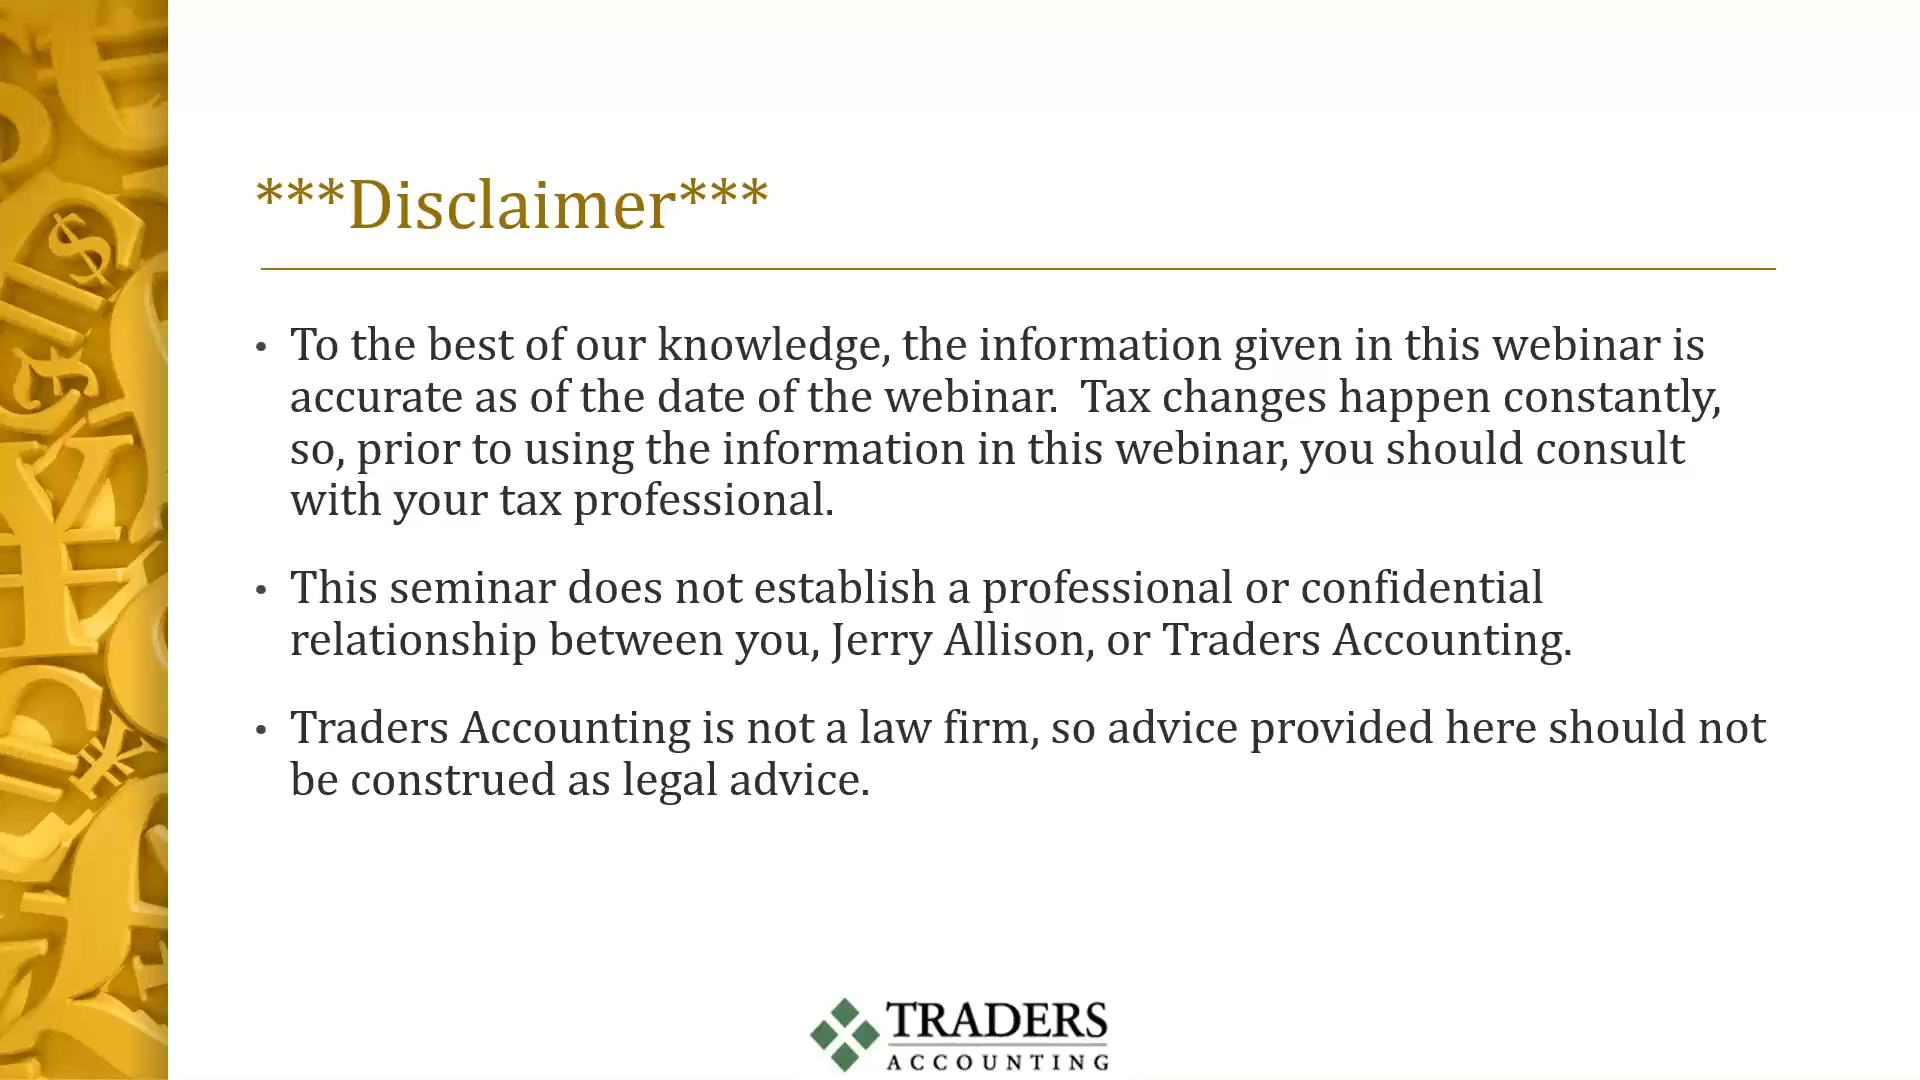 ***Disclaimer***
• To the best of our knowledge, the information given in this webinar is
accurate as of the date of the webinar.  Tax changes happen constantly,
so, prior to using the information in this webinar, you should consult
with your tax professional.
• This seminar does not establish a professional or confidential
relationship between you, Jerry Allison, or Traders Accounting.
• Traders Accounting is not a law firm, so advice provided here should not
be construed as legal advice.
TRADERS
ACCOUNTING